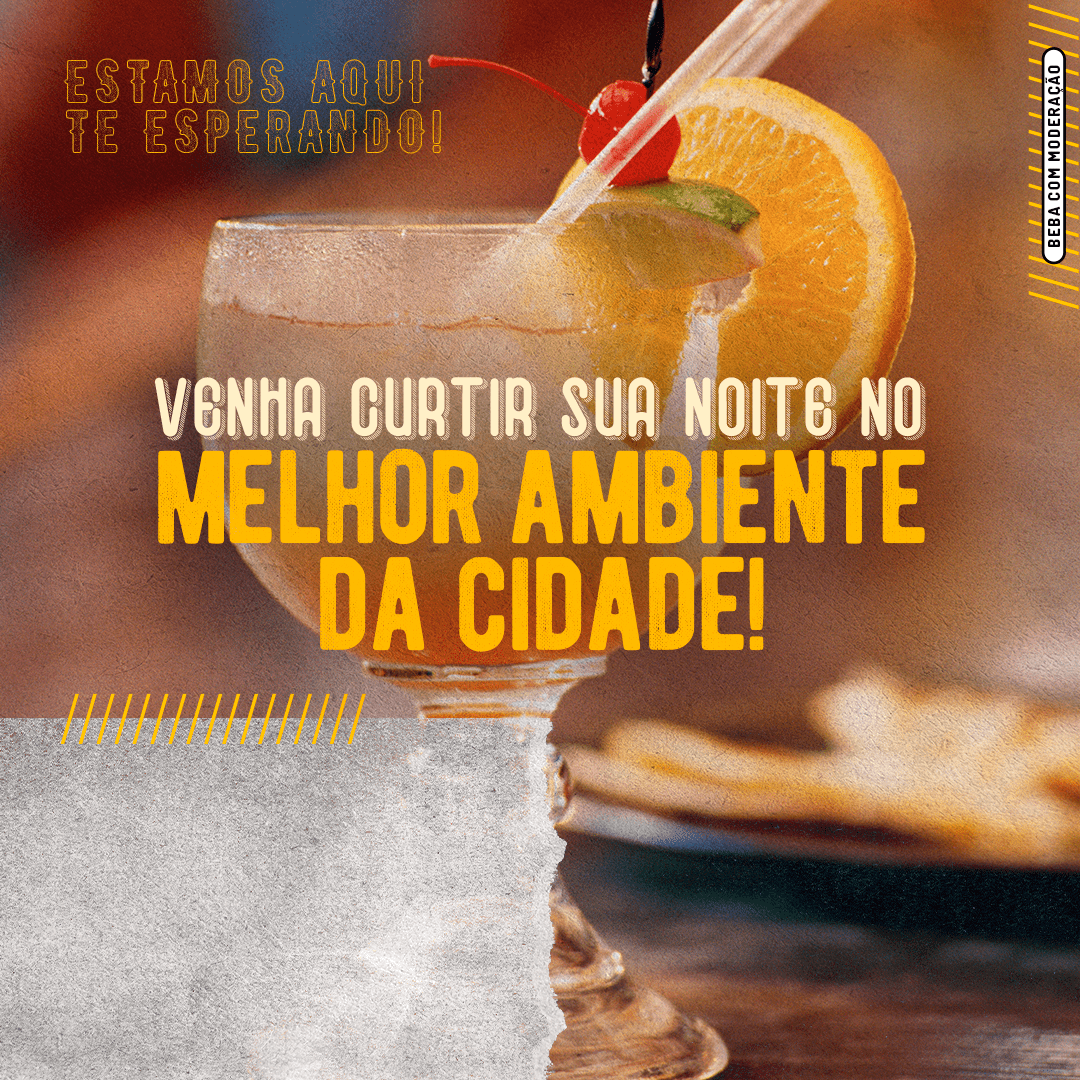 ESTAMOS AQUI
TE ESPERANDO!
BEBA COM MODERAÇÃO
VENHA CURTIR SUA NOITE NO
MELHOR AMBIENTE
DA CIDADE!